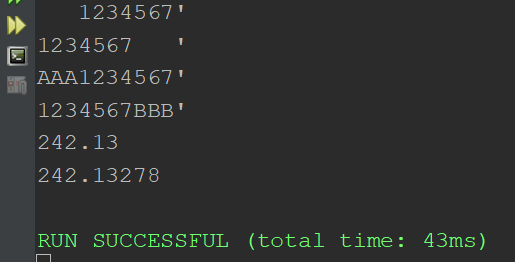 1234567'
1234567   '
AAA1234567'
1234567BBB'
242.13
242.13278
RUN SUCCESSFUL (total time: 43ms)